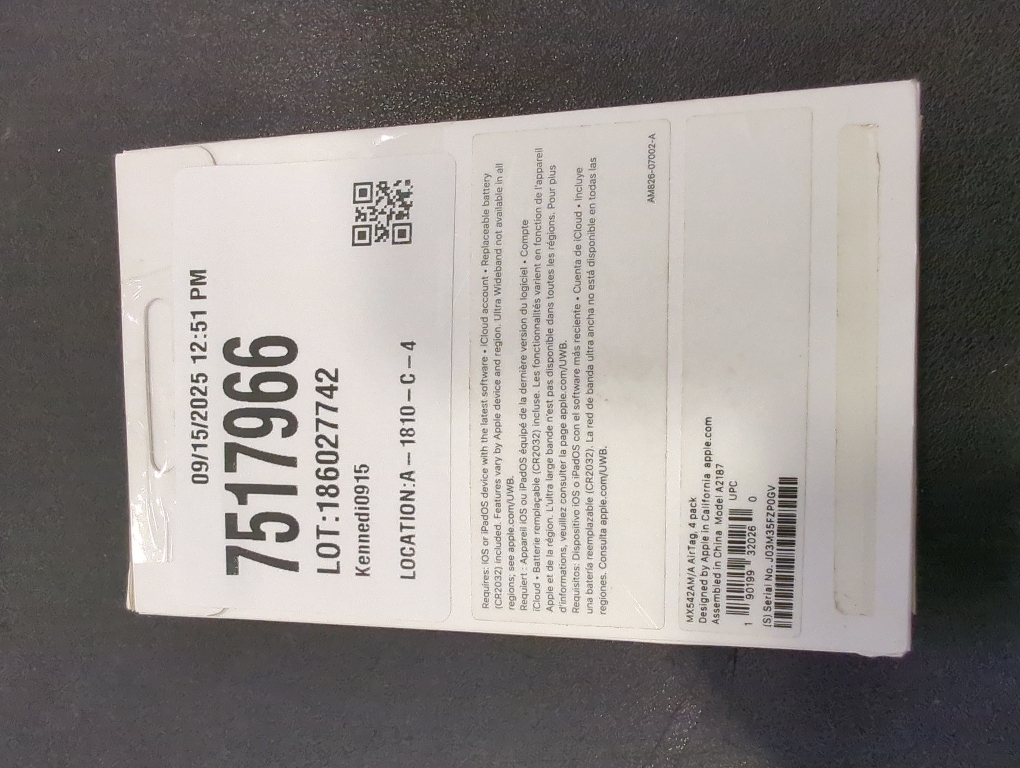 09/15/2025 12:51 PM
7517966
LOT:186027742
Kennedi0915
LOCATION:A-1810-C-4
Requires: iOS or iPadOS device with the latest software • iCloud account • Replaceable battery
(CR2032) included. Features vary by Apple device and region. Ultra Wideband not available in all
regions; see apple.com/UWB.
Requiert : Appareil iOS ou iPadOS équipé de la dernière version du logiciel • Compte
iCloud • Batterie remplaçable (CR2032) incluse. Les fonctionnalités varient en fonction de l'appareil
Apple et de la région. L'ultra large bande n'est pas disponible dans toutes les régions. Pour plus
d'informations, veuillez consulter la page apple.com/UWB.
Requisitos: Dispositivo iOS o iPadOS con el software más reciente • Cuenta de iCloud • Incluye
una batería reemplazable (CR2032). La red de banda ultra ancha no está disponible en todas las
regiones. Consulta apple.com/UWB.
AM826-07002-A
MX542AM/A AirTag, 4 pack
Designed by Apple in California apple.com
Assembled in China Model A2187
UPC
1 90199 32026 0
(S) Serial No. J03M35FZP0GV